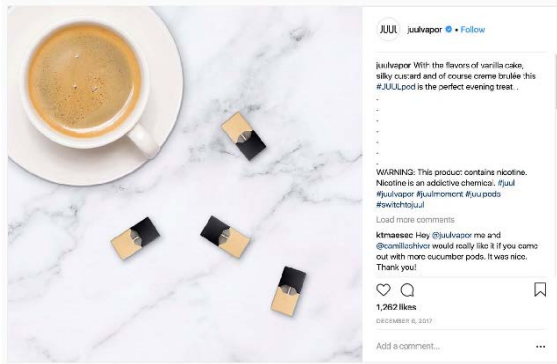 JUUL
juulvapor • Follow
juulvapor With the flavors of vanilla cake,
silky custard and of course creme brulée this
#JUULpod is the perfect evening treat. .
.
.
.
.
.
.
WARNING: This product contains nicotine.
Nicotine is an addictive chemical. #juul
#juulvapor #juulmoment #juulpods
#switchtojuul
Load more comments
ktmaesec Hey @juulvapor me and
@camilleohiver would really like it if you came
out with more cucumber pods. It was nice.
Thank you!
1,262 likes
DECEMBER 6, 2017
Add a comment...